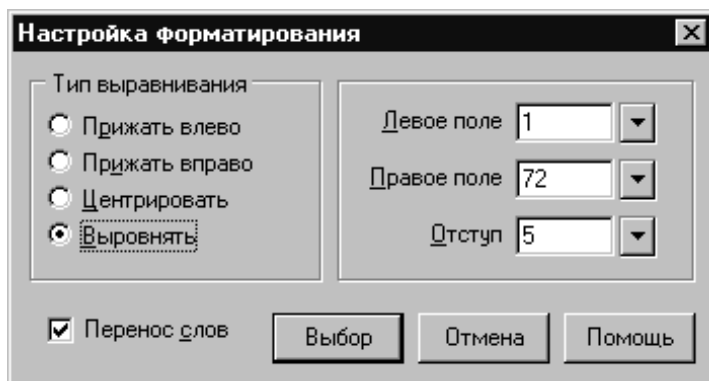 Настройка форматирования
Тип выравнивания
Прижать влево
Прижать вправо
Центрировать
Выровнять
Левое поле 1
Правое поле 72
Отступ 5
Перенос слов
Выбор Отмена Помощь